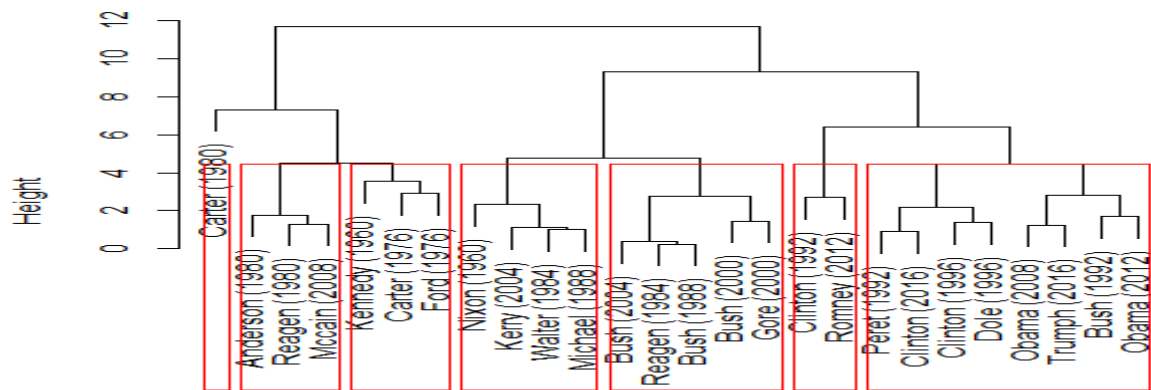 Height
0 2 4 6 8 10 12
Carter (1980)
Anderson (1980)
Reagen (1980)
Mccain (2008)
Kennedy (1960)
Carter (1976)
Ford (1976)
Nixon (1960)
Kerry (2004)
Walter (1984)
Michael (1988)
Bush (2004)
Reagen (1984)
Bush (1988)
Bush (2000)
Gore (2000)
Clinton (1992)
Romney (2012)
Peret (1992)
Clinton (2016)
Clinton (1996)
Dole (1996)
Obama (2008)
Trumph (2016)
Bush (1992)
Obama (2012)